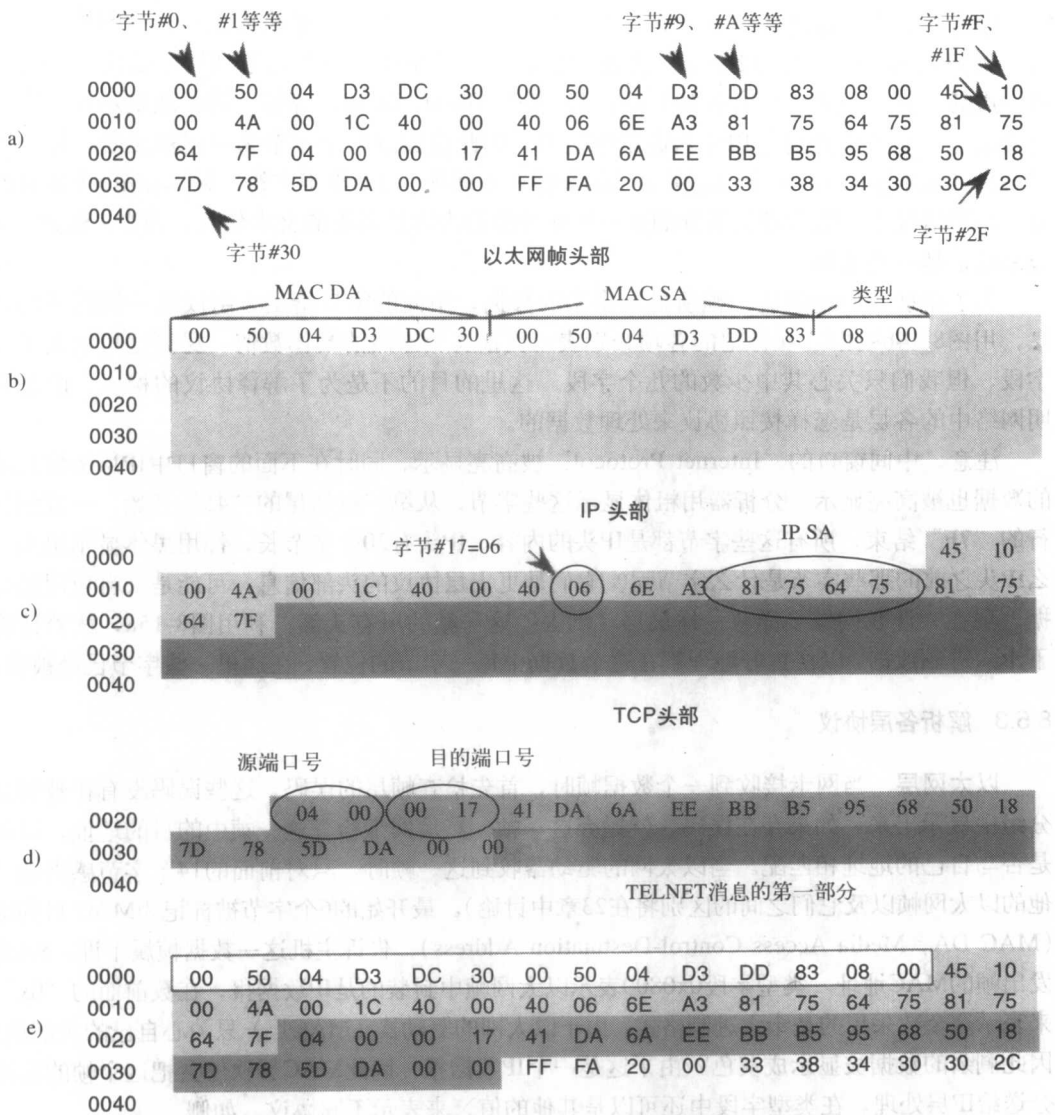 字节#0、 #1等等 字节#9、 #A等等 字节#F、
#1F
0000 00 50 04 D3 DC 30 00 50 04 D3 DD 83 08 00 45 10
0010 00 4A 00 1C 40 00 40 06 6E A3 81 75 64 75 81 75
a)
0020 64 7F 04 00 00 17 41 DA 6A EE BB B5 95 68 50 18
0030 7D 78 5D DA 00 00 FF FA 20 00 33 38 34 30 30 2C
0040
字节#30 字节#2F
以太网帧头部
MAC DA MAC SA 类型
0000 00 50 04 D3 DC 30 00 50 04 D3 DD 83 08 00
0010
b)
0020
0030
0040
IP 头部
字节#17=06 IP SA
0000 45 10
0010 00 4A 00 1C 40 00 40 06 6E A3 81 75 64 75 81 75
c)
0020 64 7F
0030
0040
TCP头部
源端口号 目的端口号
0020 04 00 00 17 41 DA 6A EE BB B5 95 68 50 18
0030 7D 78 5D DA 00 00
d)
0040
TELNET消息的第一部分
0000 00 50 04 D3 DC 30 00 50 04 D3 DD 83 08 00 45 10
0010 00 4A 00 1C 40 00 40 06 6E A3 81 75 64 75 81 75
e)
0020 64 7F 04 00 00 17 41 DA 6A EE BB B5 95 68 50 18
0030 7D 78 5D DA 00 00 FF FA 20 00 33 38 34 30 30 2C
0040